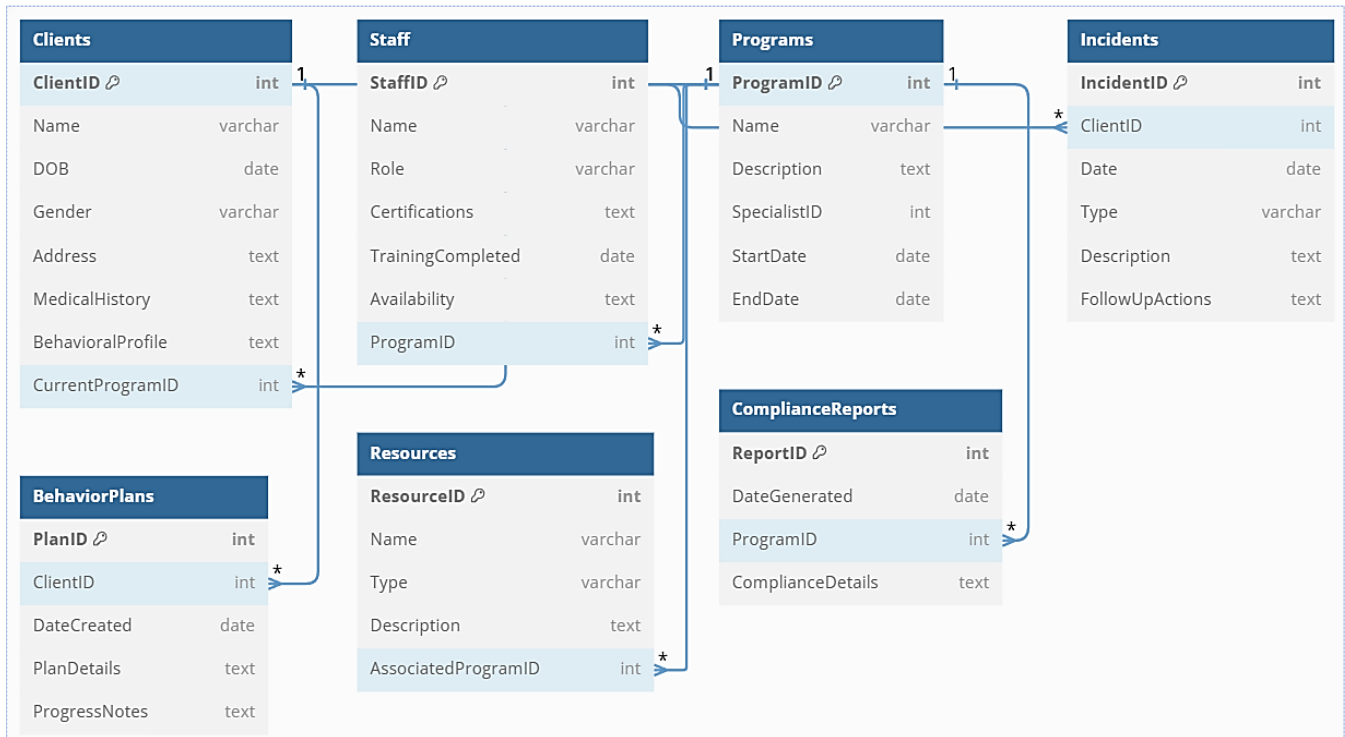 Clients
ClientID int
Name varchar
DOB date
Gender varchar
Address text
MedicalHistory text
BehavioralProfile text
CurrentProgramID int
1
*
Staff
StaffID int
Name varchar
Role varchar
Certifications text
TrainingCompleted date
Availability text
ProgramID int
*
Programs
1
ProgramID int
1
Name varchar
Description text
SpecialistID int
StartDate date
EndDate date
Incidents
IncidentID int
*
ClientID int
Date date
Type varchar
Description text
FollowUpActions text
BehaviorPlans
PlanID int
ClientID int
*
DateCreated date
PlanDetails text
ProgressNotes text
Resources
ResourceID int
Name varchar
Type varchar
Description text
AssociatedProgramID int
*
ComplianceReports
ReportID int
DateGenerated date
ProgramID int
*
ComplianceDetails text